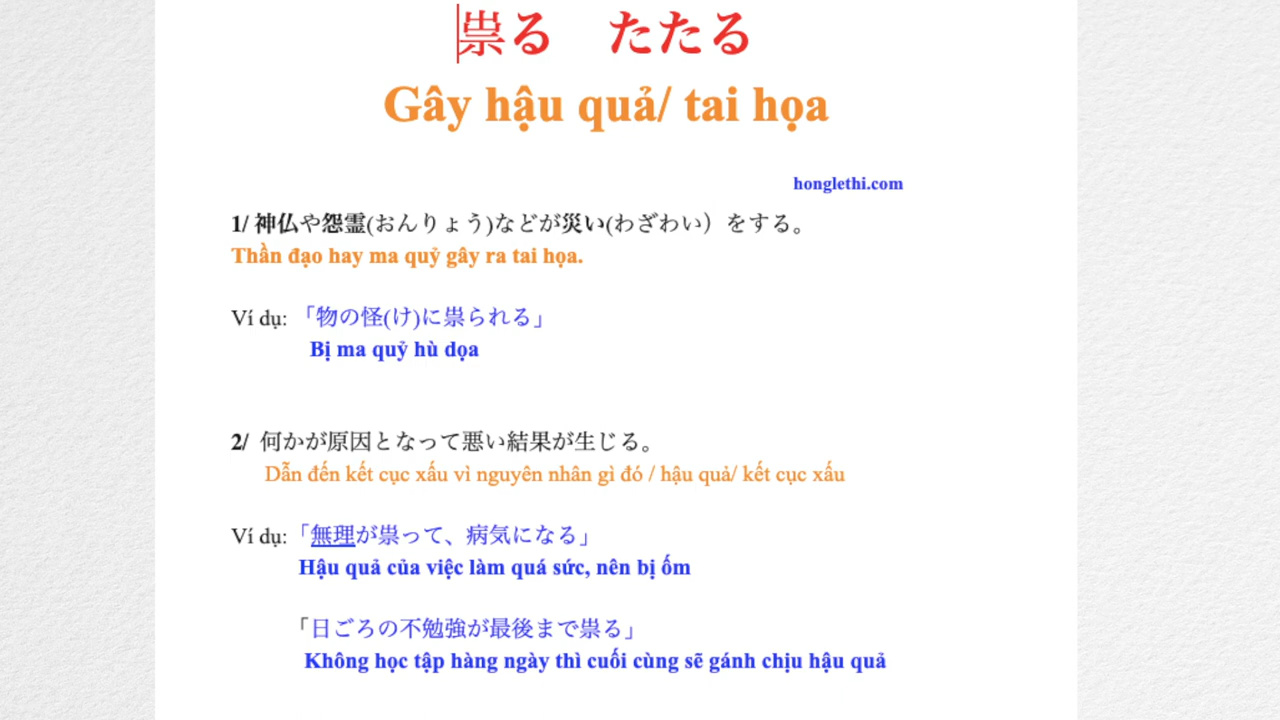 祟る　たたる
Gây hậu quả/ tai họa
honglethi.com
1/ 神仏や怨霊(おんりょう)などが災い(わざわい）をする。
Thần đạo hay ma quỷ gây ra tai họa.
Ví dụ: 「物の怪(け)に祟られる」
Bị ma quỷ hù dọa
2/ 何かが原因となって悪い結果が生じる。
Dẫn đến kết cục xấu vì nguyên nhân gì đó / hậu quả/ kết cục xấu
Ví dụ: 「無理が祟って、病気になる」
Hậu quả của việc làm quá sức, nên bị ốm
「日ごろの不勉強が最後まで祟る」
Không học tập hàng ngày thì cuối cùng sẽ gánh chịu hậu quả